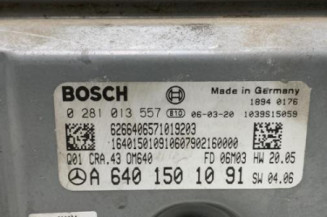 BOSCH
Made in Germany
1894 0176
0 281 013 557 B10 06-03-20 1039S15059
6266406571019203
16401501091060790216000
Q01 CRA.43 OM640 FD 06M03 HW 20.05
A 640 150 10 91 SW 04.06